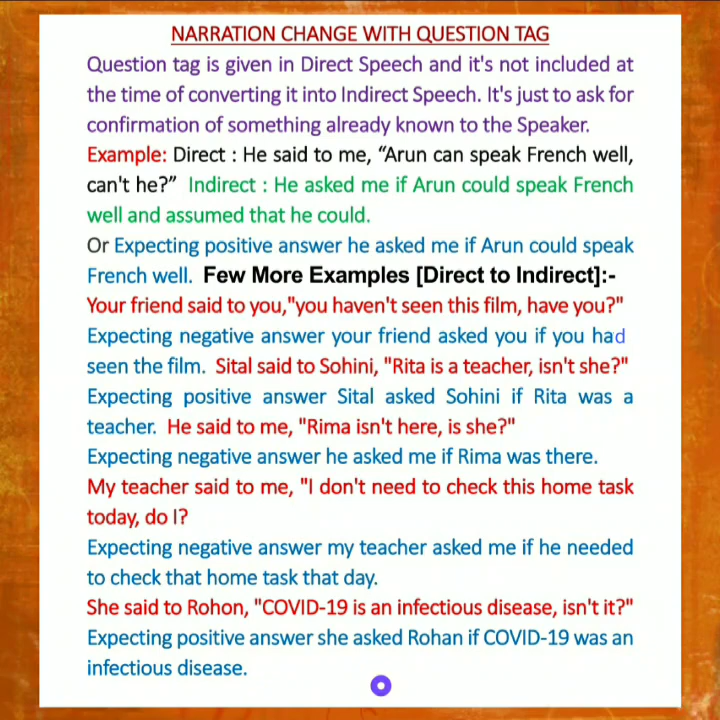 NARRATION CHANGE WITH QUESTION TAG
Question tag is given in Direct Speech and it's not included at
the time of converting it into Indirect Speech. It's just to ask for
confirmation of something already known to the Speaker.
Example: Direct : He said to me, “Arun can speak French well,
can't he?” Indirect : He asked me if Arun could speak French
well and assumed that he could.
Or Expecting positive answer he asked me if Arun could speak
French well. Few More Examples [Direct to Indirect]:-
Your friend said to you,"you haven't seen this film, have you?"
Expecting negative answer your friend asked you if you had
seen the film. Sital said to Sohini, "Rita is a teacher, isn't she?"
Expecting positive answer Sital asked Sohini if Rita was a
teacher. He said to me, "Rima isn't here, is she?"
Expecting negative answer he asked me if Rima was there.
My teacher said to me, "I don't need to check this home task
today, do I?
Expecting negative answer my teacher asked me if he needed
to check that home task that day.
She said to Rohon, "COVID-19 is an infectious disease, isn't it?"
Expecting positive answer she asked Rohan if COVID-19 was an
infectious disease.